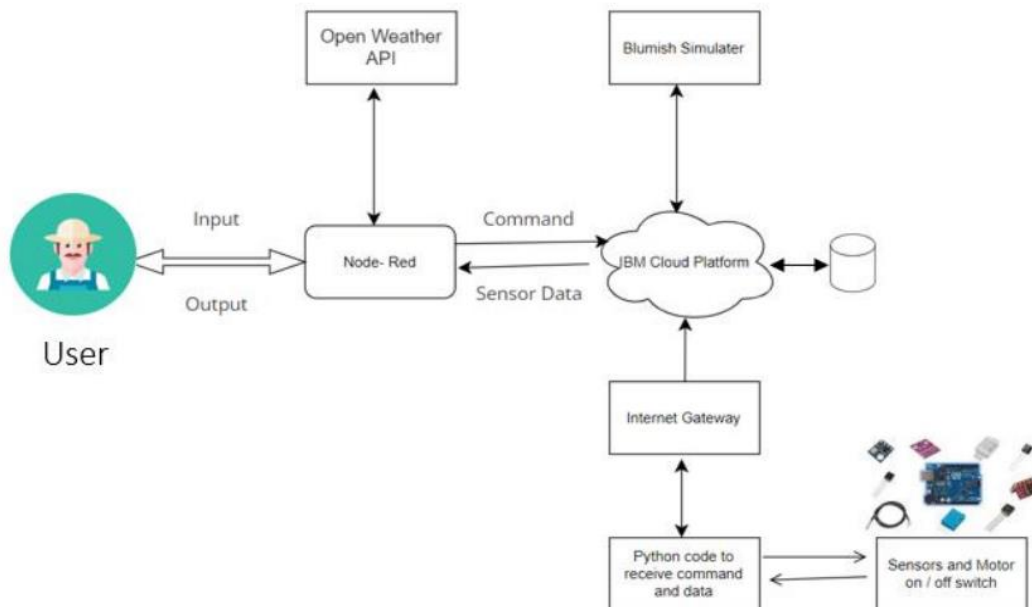 Open Weather
API
Blumish Simulater
Input
Command
Node- Red
IBM Cloud Platform
Output
Sensor Data
User
Internet Gateway
Python code to
receive command
and data
Sensors and Motor
on / off switch